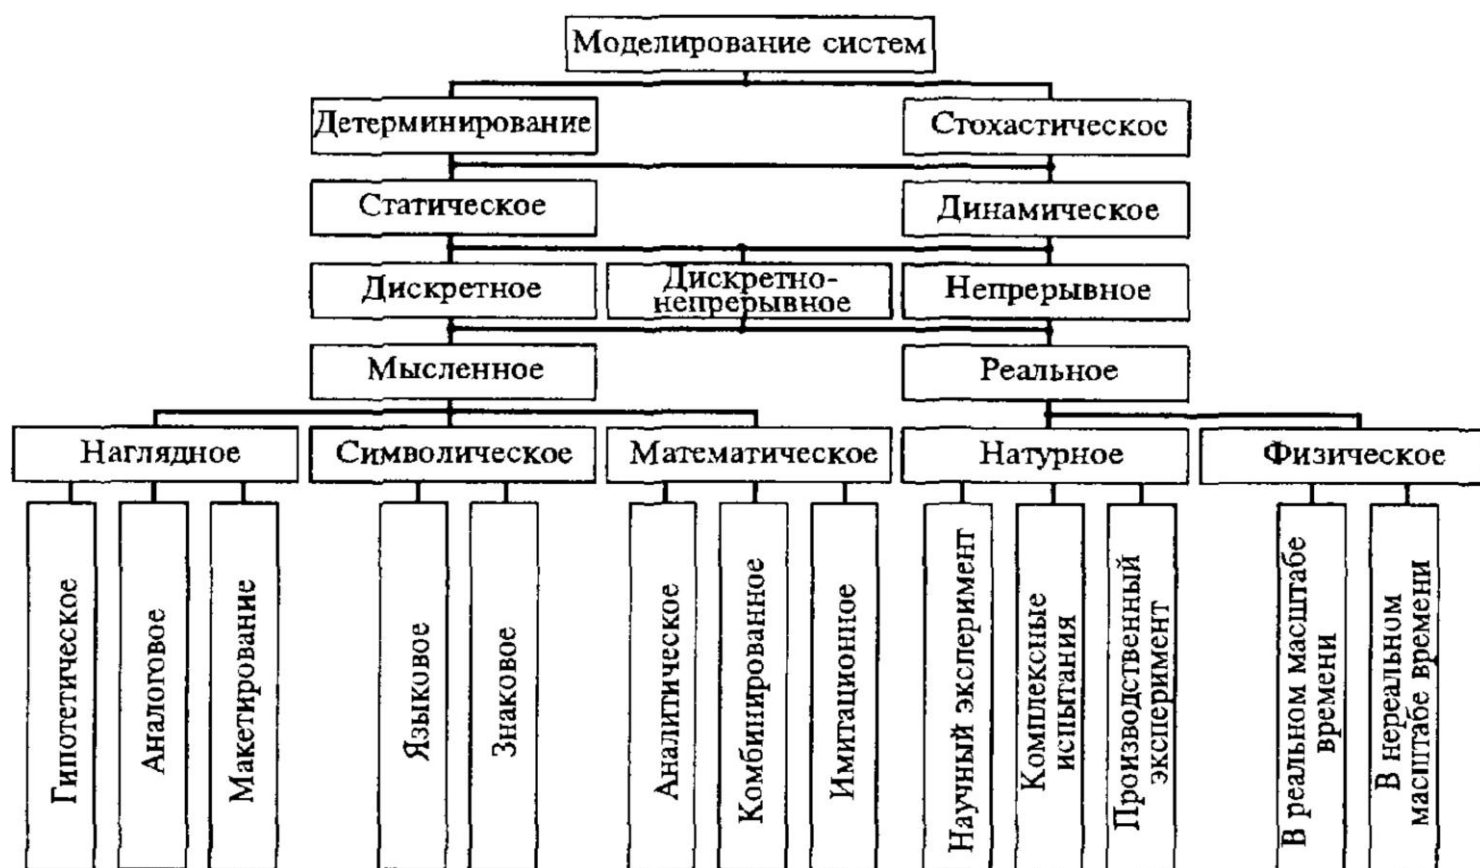 Моделирование систем
Детерминирование
Стохастическое
Статическое
Динамическое
Дискретное
Дискретно-
непрерывное
Непрерывное
Мысленное
Реальное
Наглядное
Символическое
Математическое
Натурное
Физическое
Гипотетическое
Аналоговое
Макетирование
Языковое
Знаковое
Аналитическое
Комбинированное
Имитационное
Научный эксперимент
Комплексные
испытания
Производственный
эксперимент
В реальном масштабе
времени
В нереальном
масштабе времени